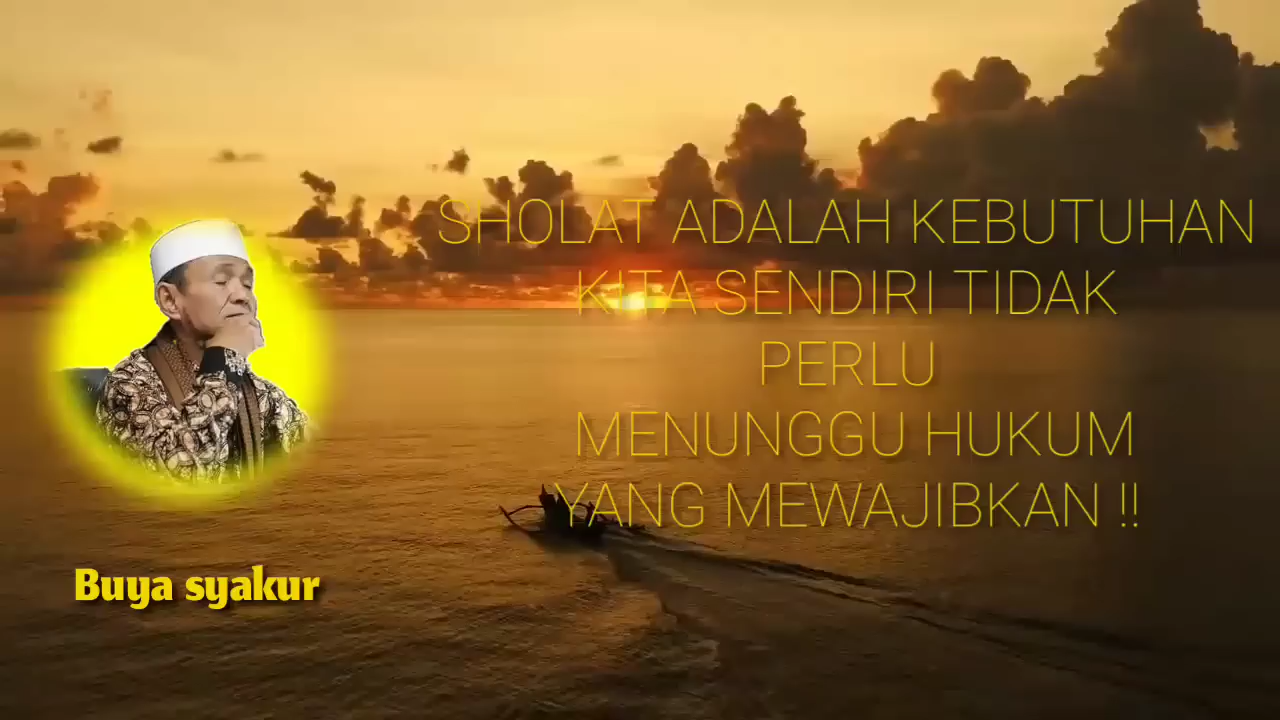 SHOLAT ADALAH KEBUTUHAN
KITA SENDIRI TIDAK
PERLU
MENUNGGU HUKUM
YANG MEWAJIBKAN !!
Buya syakur